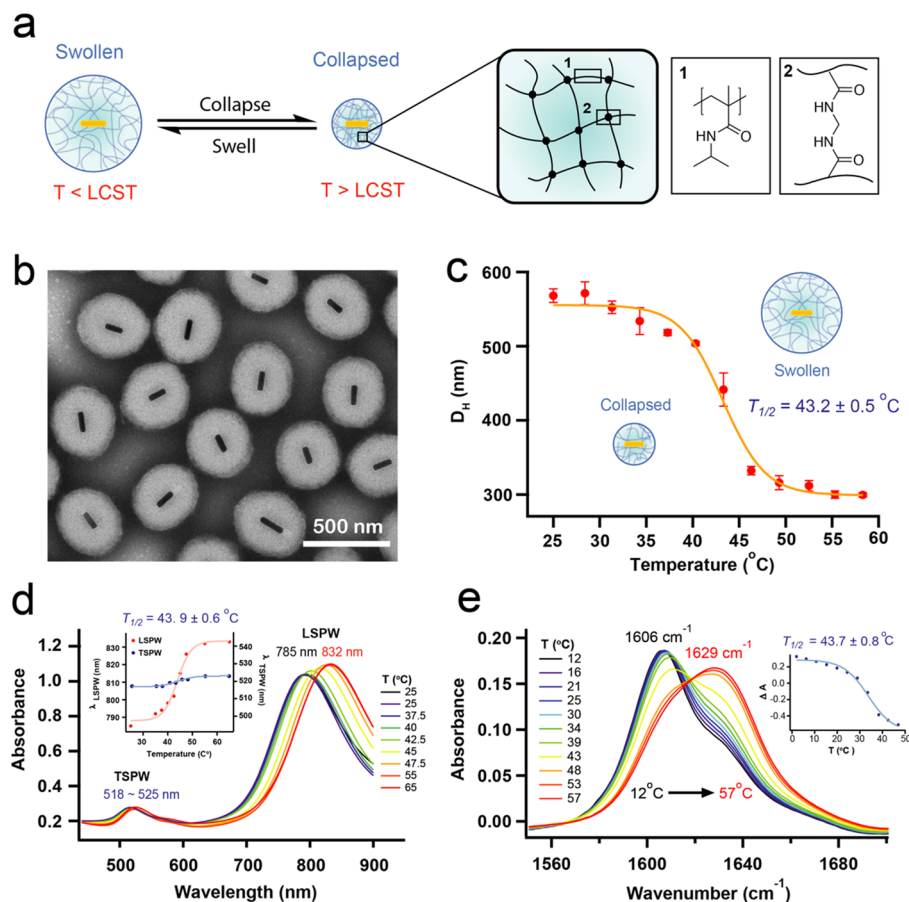 a
Swollen
Collapse
Swell
Collapsed
T < LCST
T > LCST
1
2
1
HN
O
2
O
HN
HN
O
b
500 nm
c
600
500
400
300
D_H (nm)
Swollen
Collapsed
T_1/2 = 43.2 ± 0.5 °C
25 31 37 42 48 54 60
Temperature (°C)
d
T_1/2 = 43. 9 ± 0.6 °C
1.2
1.0
0.8
0.6
0.4
0.2
Absorbance
LSPW
TSPW
830
820
810
800
790
λ LSPW (nm)
540
530
520
510
500
λ TSPW (nm)
30 40 50 60
Temperature (C°)
LSPW
785 nm 832 nm
T (°C)
25
25
37.5
40
42.5
45
47.5
55
65
TSPW
518 ~ 525 nm
500 600 700 800 900
Wavelength (nm)
e
0.20
0.15
0.10
0.05
0.00
Absorbance
1606 cm⁻¹
1629 cm⁻¹
T (°C)
12
16
21
25
30
34
39
43
48
53
57
12°C
57°C
T_1/2 = 43.7 ± 0.8 °C
0.2
0.0
-0.2
-0.4
Δ A
0 10 20 30 40 50
T (°C )
1560 1600 1640 1680
Wavenumber (cm⁻¹)